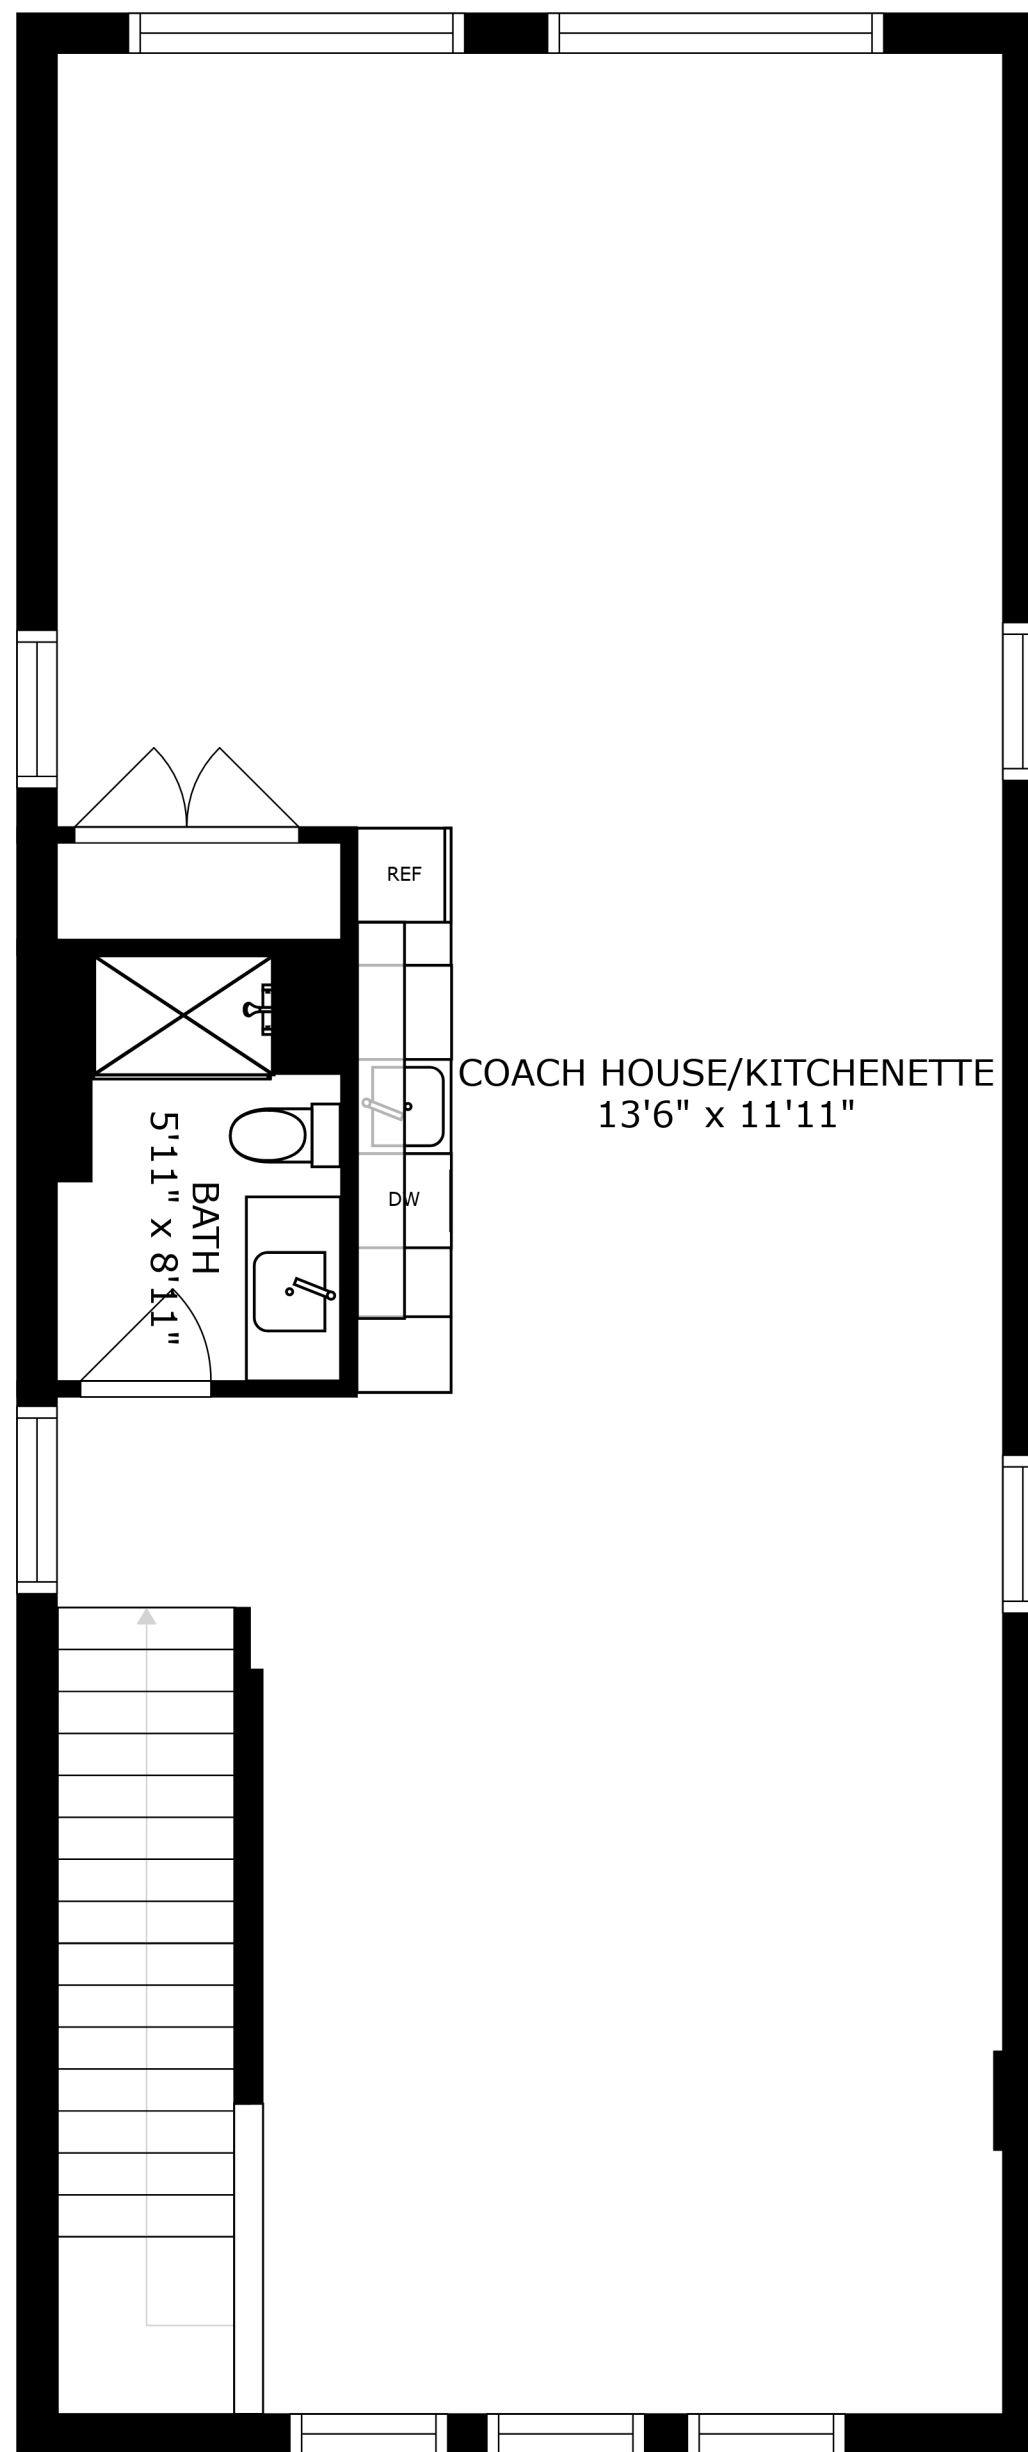 REF
COACH HOUSE/KITCHENETTE
13'6" x 11'11"
DW
BATH
5'11" x 8'11"